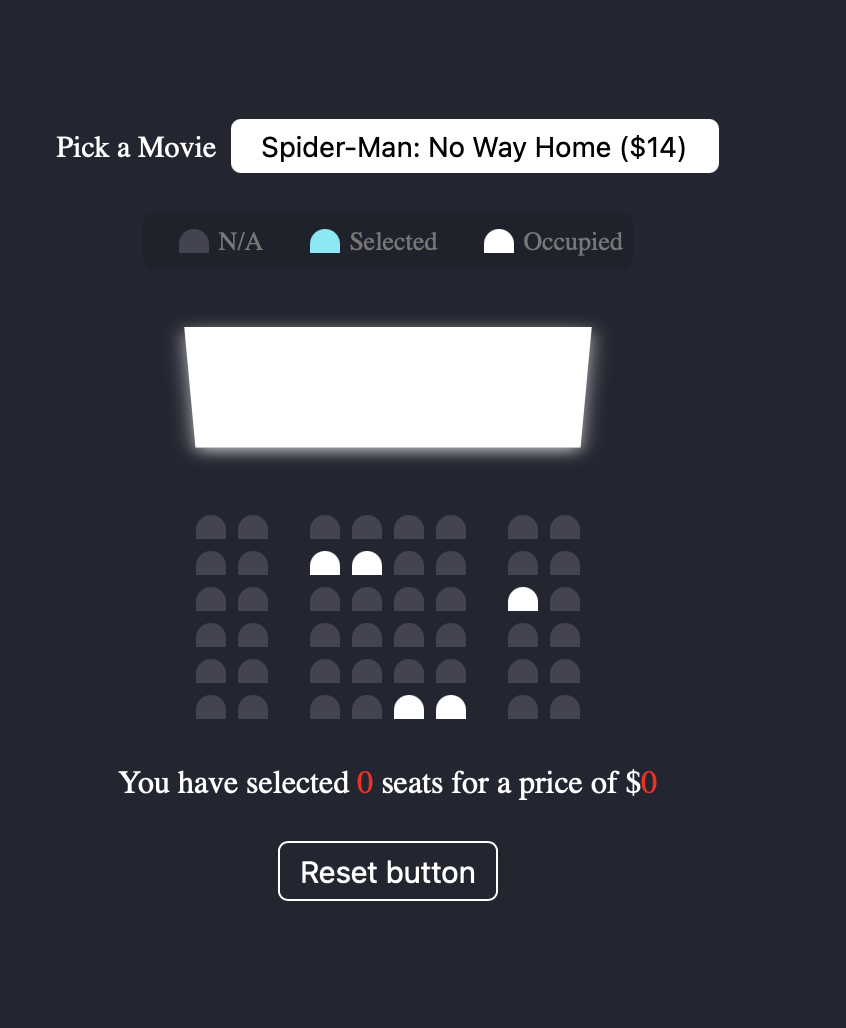 Pick a Movie Spider-Man: No Way Home ($14)
N/A Selected Occupied
You have selected 0 seats for a price of $0
Reset button